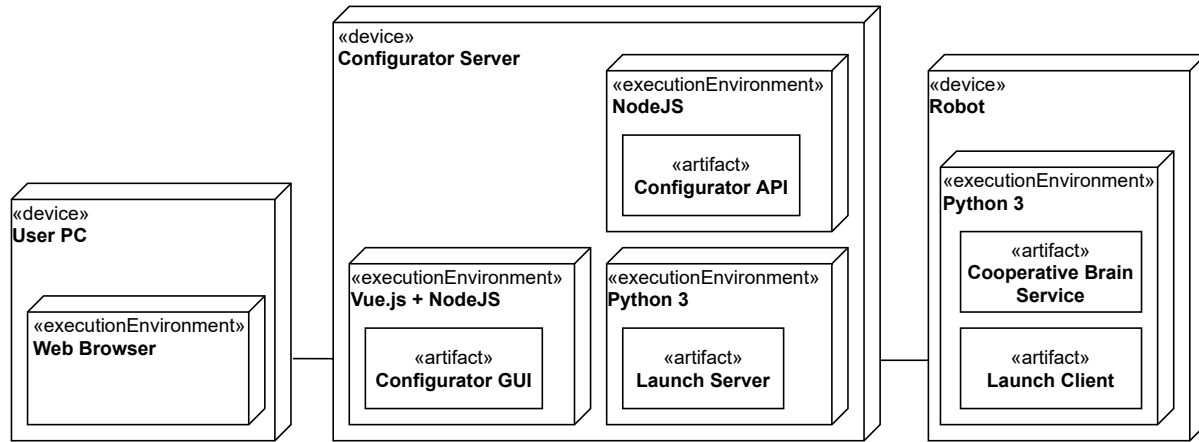 «device»
User PC
«executionEnvironment»
Web Browser
«device»
Configurator Server
«executionEnvironment»
NodeJS
«artifact»
Configurator API
«executionEnvironment»
Vue.js + NodeJS
«artifact»
Configurator GUI
«executionEnvironment»
Python 3
«artifact»
Launch Server
«device»
Robot
«executionEnvironment»
Python 3
«artifact»
Cooperative Brain
Service
«artifact»
Launch Client